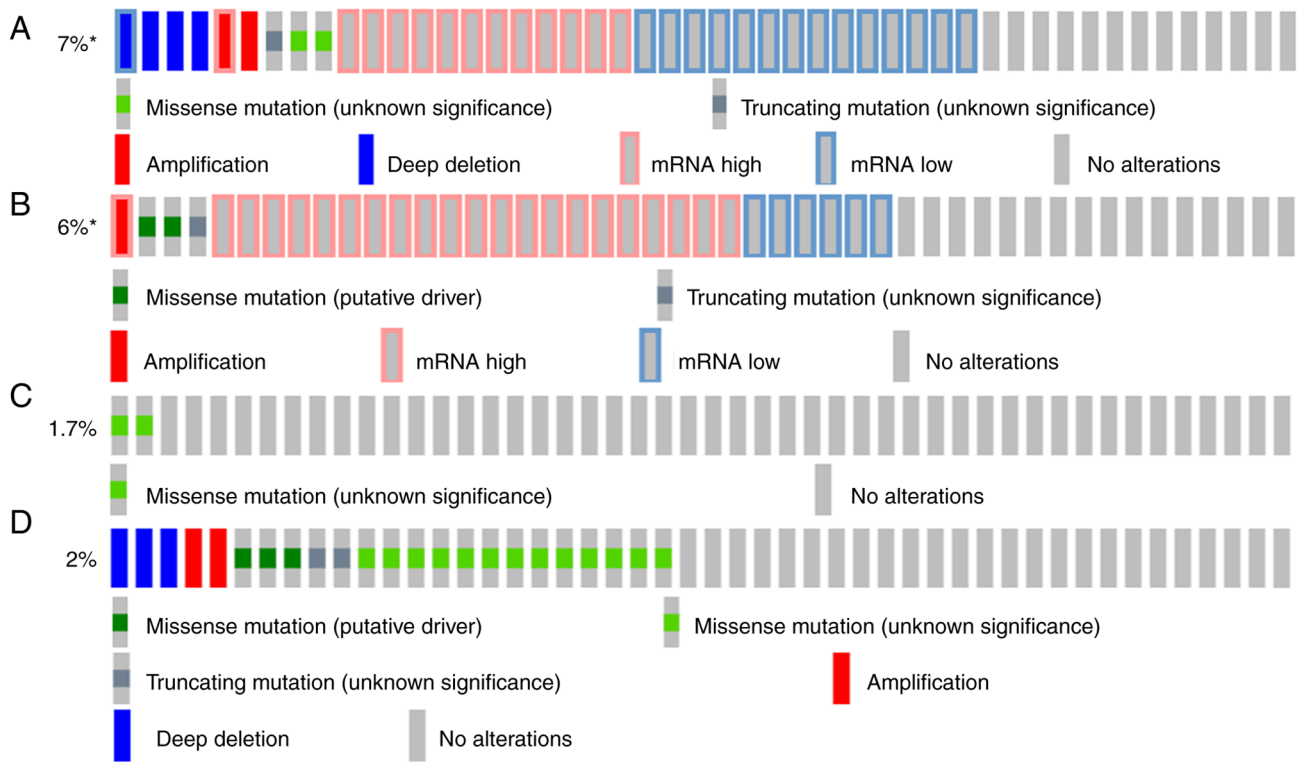 A
7%*
Missense mutation (unknown significance) Truncating mutation (unknown significance)
Amplification Deep deletion mRNA high mRNA low No alterations
B
6%*
Missense mutation (putative driver) Truncating mutation (unknown significance)
Amplification mRNA high mRNA low No alterations
C
1.7%
Missense mutation (unknown significance) No alterations
D
2%
Missense mutation (putative driver) Missense mutation (unknown significance)
Truncating mutation (unknown significance) Amplification
Deep deletion No alterations